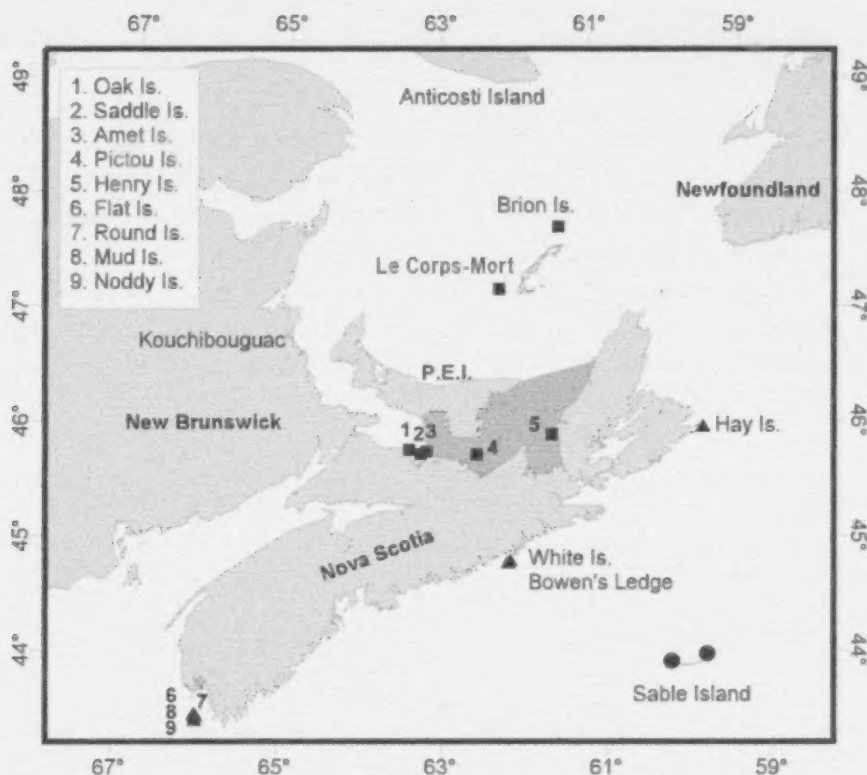 67° 65° 63° 61° 59°
49° 49°
1. Oak Is.
2. Saddle Is.
3. Amet Is.
4. Pictou Is.
5. Henry Is.
6. Flat Is.
7. Round Is.
8. Mud Is.
9. Noddy Is.
Anticosti Island
48° 48°
Newfoundland
Brion Is.
Le Corps-Mort
47° 47°
Kouchibouguac
P.E.I.
46° 46°
New Brunswick
1 2 3 4 5
Hay Is.
45° 45°
Nova Scotia
White Is.
Bowen's Ledge
44° 44°
Sable Island
6 7
8
9
67° 65° 63° 61° 59°